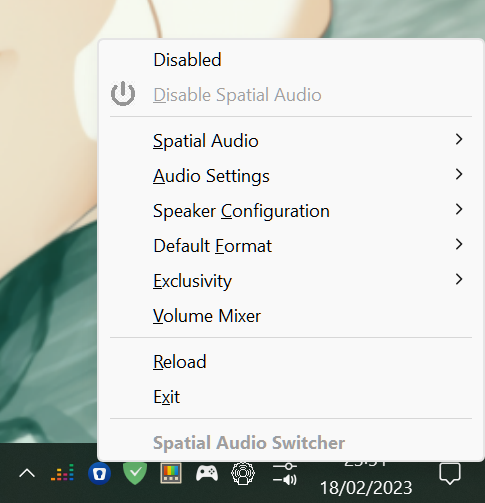 Disabled
Disable Spatial Audio
Spatial Audio
Audio Settings
Speaker Configuration
Default Format
Exclusivity
Volume Mixer
Reload
Exit
Spatial Audio Switcher
18/02/2023